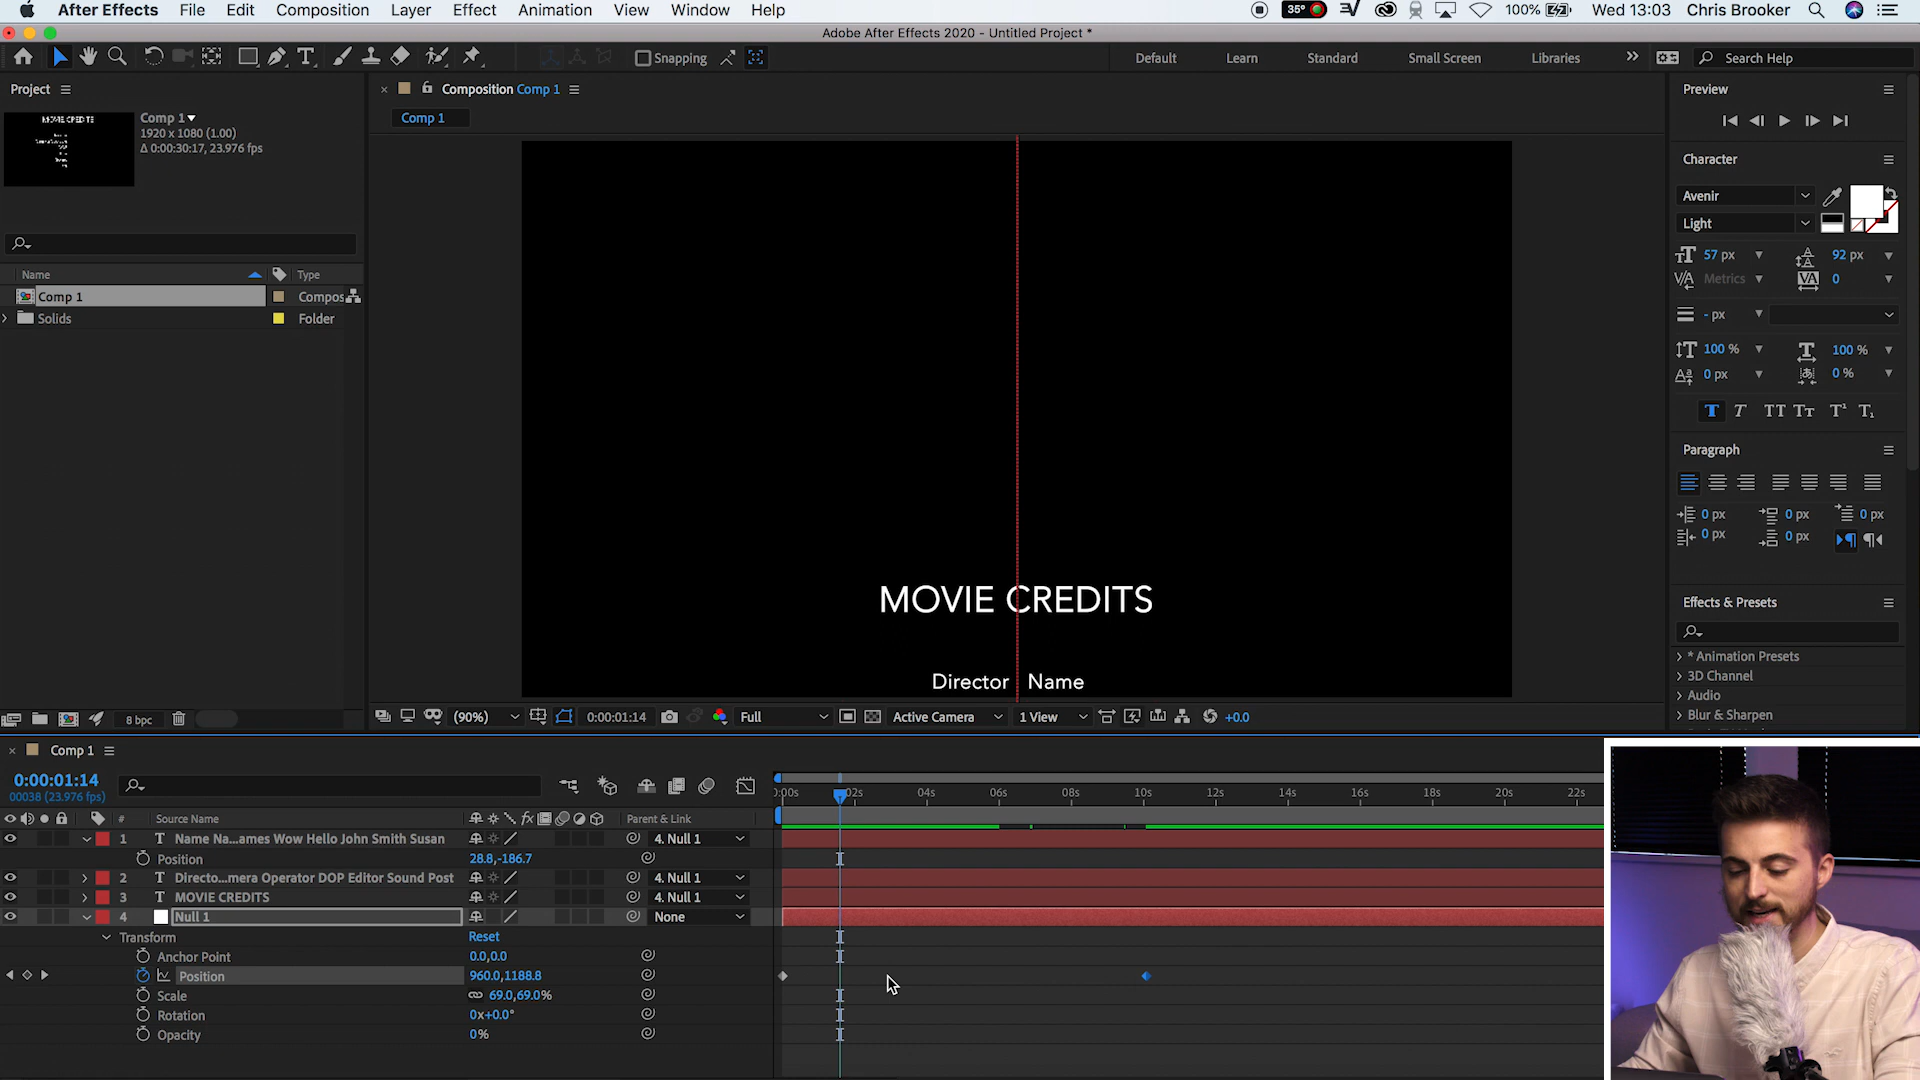 After Effects File Edit Composition Layer Effect Animation View Window Help 35° 100% Wed 13:03 Chris Brooker
Adobe After Effects 2020 - Untitled Project *
Snapping Default Learn Standard Small Screen Libraries Search Help
Project
Composition Comp 1
Preview
Comp 1
1920 x 1080 (1.00)
Δ 0:00:30:17, 23.976 fps
Comp 1
Character
Avenir
Light
57 px 92 px
Metrics 0
- px
100 % 100 %
0 px 0 %
Name Type
Comp 1 Compos
Solids Folder
Paragraph
0 px 0 px 0 px
0 px 0 px
MOVIE CREDITS
Director Name
Effects & Presets
* Animation Presets
3D Channel
Audio
Blur & Sharpen
8 bpc
(90%) 0:00:01:14 Full Active Camera 1 View +0.0
Comp 1
0:00:01:14
00038 (23.976 fps)
:00s 02s 04s 06s 08s 10s 12s 14s 16s 18s 20s 22s
# Source Name Parent & Link
1 T Name Na...ames Wow Hello John Smith Susan 4. Null 1
Position 28.8,-186.7
2 T Directo...mera Operator DOP Editor Sound Post 4. Null 1
3 T MOVIE CREDITS 4. Null 1
4 Null 1 None
Transform Reset
Anchor Point 0.0,0.0
Position 960.0,1188.8
Scale 69.0,69.0%
Rotation 0x+0.0°
Opacity 0%